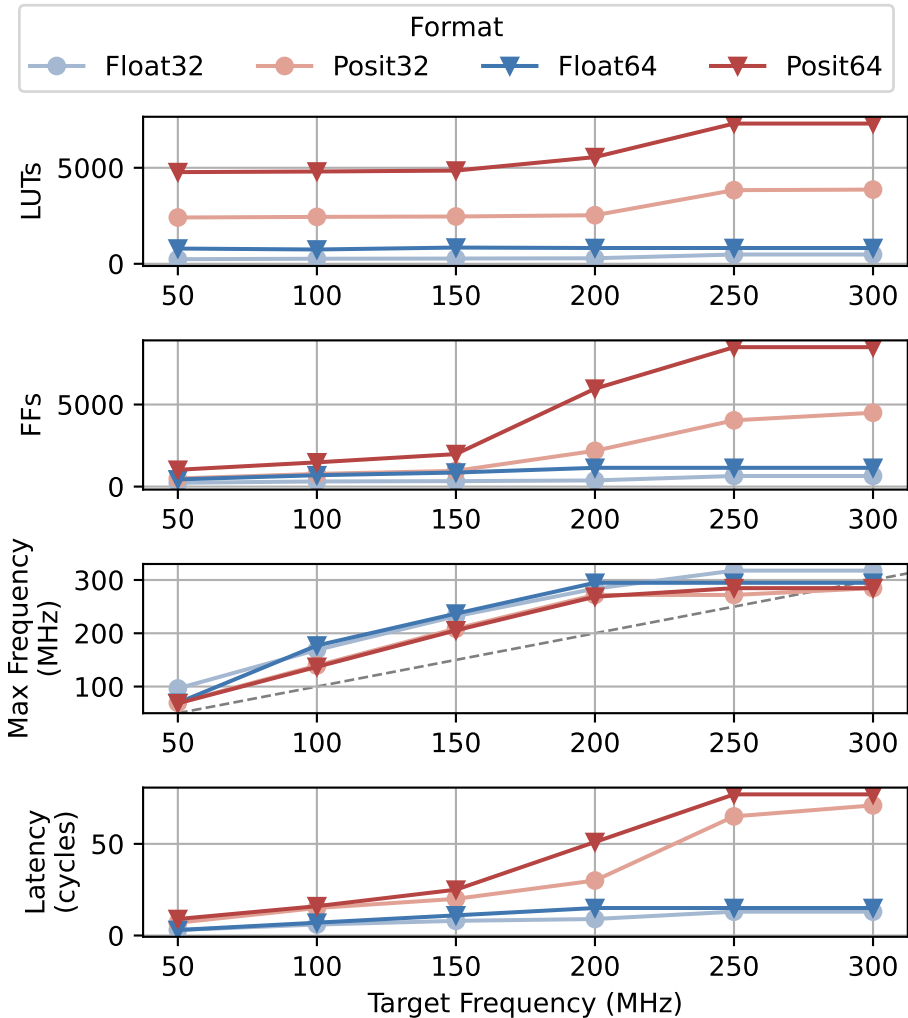 Format
Float32 Posit32 Float64 Posit64
LUTs
5000
0
50 100 150 200 250 300
FFs
5000
0
50 100 150 200 250 300
Max Frequency
(MHz)
300
200
100
50 100 150 200 250 300
Latency
(cycles)
50
0
50 100 150 200 250 300
Target Frequency (MHz)